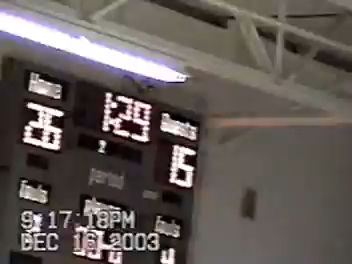 Home 1:29 Guests
26 2 15
period
fouls fouls
9:17:18PM
DEC 16 2003